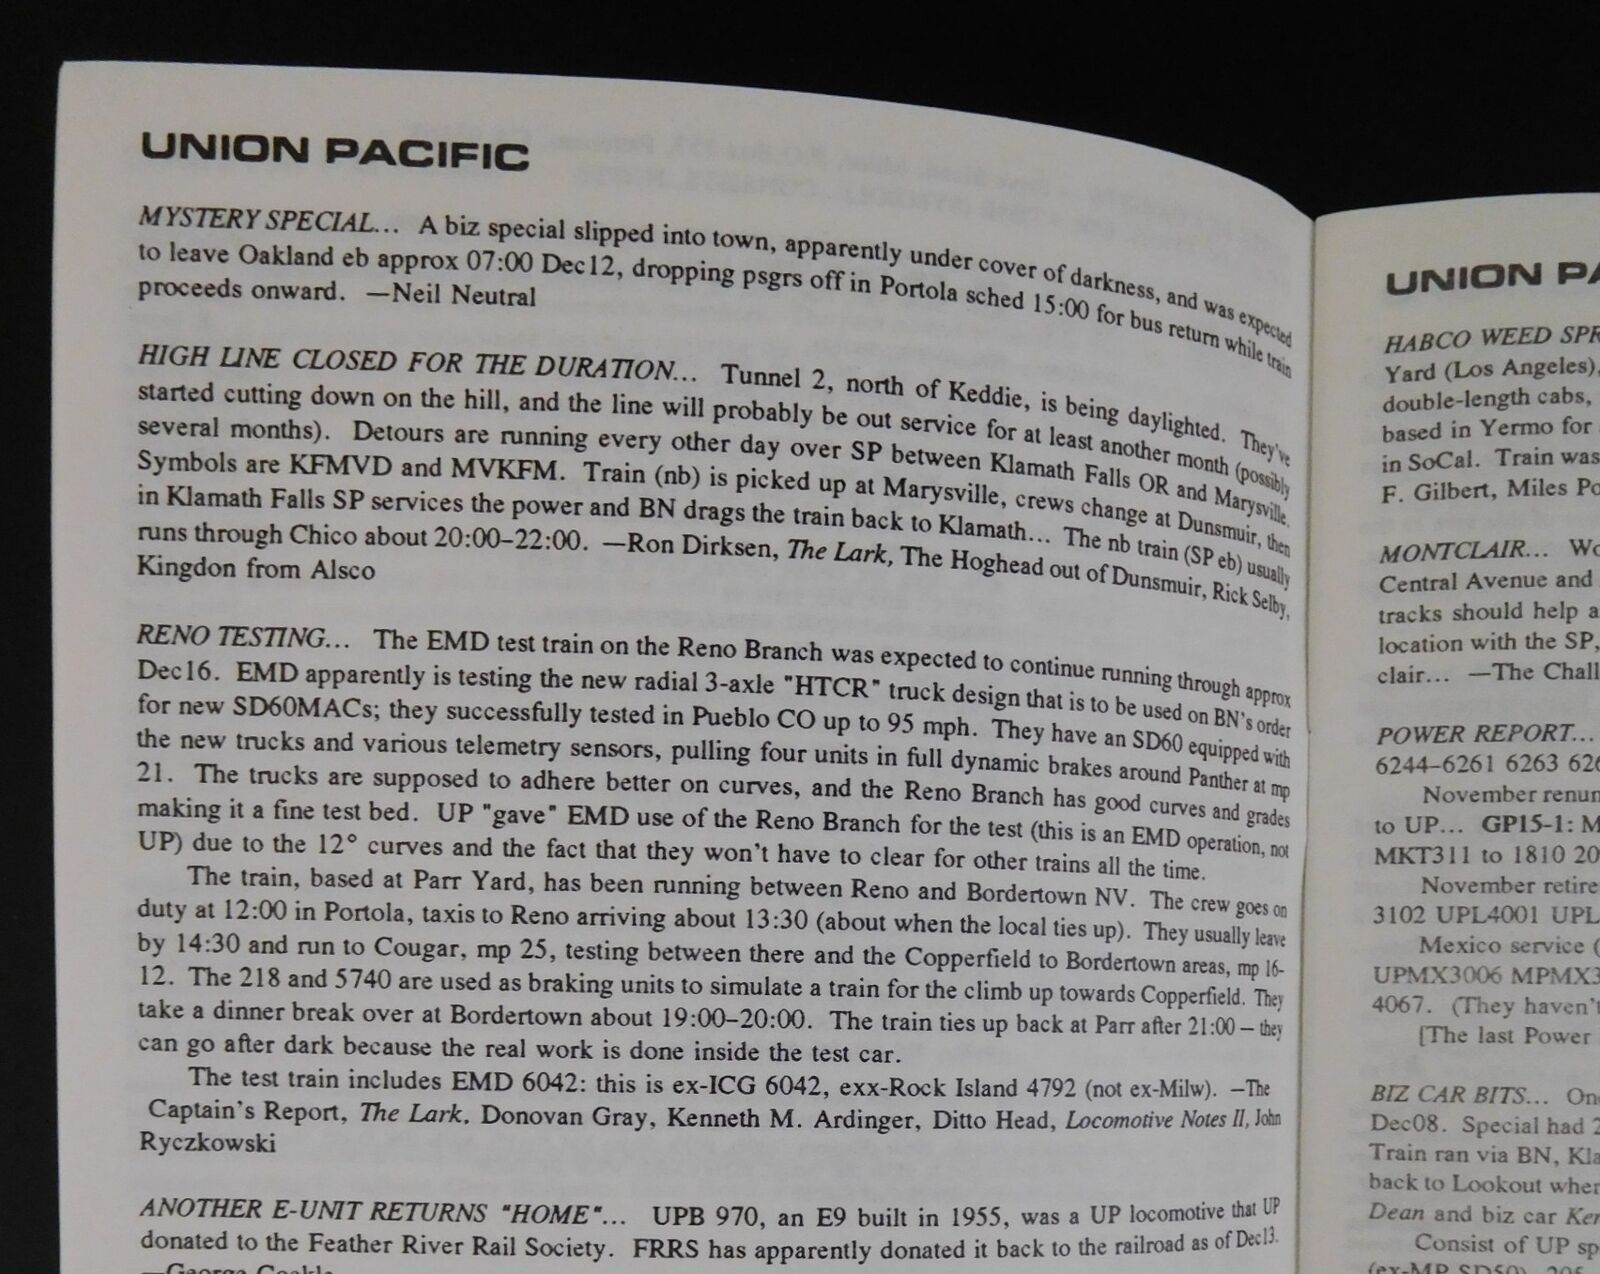 UNION PACIFIC
MYSTERY SPECIAL... A biz special slipped into town, apparently under cover of darkness, and was expected
to leave Oakland eb approx 07:00 Dec12, dropping psgrs off in Portola sched 15:00 for bus return while train
proceeds onward. —Neil Neutral
HIGH LINE CLOSED FOR THE DURATION... Tunnel 2, north of Keddie, is being daylighted. They've
started cutting down on the hill, and the line will probably be out service for at least another month (possibly
several months). Detours are running every other day over SP between Klamath Falls OR and Marysville.
Symbols are KFMVD and MVKFM. Train (nb) is picked up at Marysville, crews change at Dunsmuir, then
in Klamath Falls SP services the power and BN drags the train back to Klamath... The nb train (SP eb) usually
runs through Chico about 20:00–22:00. —Ron Dirksen, The Lark, The Hoghead out of Dunsmuir, Rick Selby,
Kingdon from Alsco
RENO TESTING... The EMD test train on the Reno Branch was expected to continue running through approx
Dec16. EMD apparently is testing the new radial 3-axle "HTCR" truck design that is to be used on BN's order
for new SD60MACs; they successfully tested in Pueblo CO up to 95 mph. They have an SD60 equipped with
the new trucks and various telemetry sensors, pulling four units in full dynamic brakes around Panther at mp
21. The trucks are supposed to adhere better on curves, and the Reno Branch has good curves and grades
making it a fine test bed. UP "gave" EMD use of the Reno Branch for the test (this is an EMD operation, not
UP) due to the 12° curves and the fact that they won't have to clear for other trains all the time.
The train, based at Parr Yard, has been running between Reno and Bordertown NV. The crew goes on
duty at 12:00 in Portola, taxis to Reno arriving about 13:30 (about when the local ties up). They usually leave
by 14:30 and run to Cougar, mp 25, testing between there and the Copperfield to Bordertown areas, mp 16-
12. The 218 and 5740 are used as braking units to simulate a train for the climb up towards Copperfield. They
take a dinner break over at Bordertown about 19:00–20:00. The train ties up back at Parr after 21:00 – they
can go after dark because the real work is done inside the test car.
The test train includes EMD 6042: this is ex-ICG 6042, exx-Rock Island 4792 (not ex-Milw). —The
Captain's Report, The Lark, Donovan Gray, Kenneth M. Ardinger, Ditto Head, Locomotive Notes II, John
Ryczkowski
ANOTHER E-UNIT RETURNS "HOME"... UPB 970, an E9 built in 1955, was a UP locomotive that UP
donated to the Feather River Rail Society. FRRS has apparently donated it back to the railroad as of Dec13.
UNION PA
HABCO WEED SPR
Yard (Los Angeles),
double-length cabs,
based in Yermo for
in SoCal. Train was
F. Gilbert, Miles Po
MONTCLAIR... Wo
Central Avenue and
tracks should help a
location with the SP,
clair... —The Chall
POWER REPORT...
6244–6261 6263 626
November renun
to UP... GP15-1: M
MKT311 to 1810 20
November retire
3102 UPL4001 UPL
Mexico service (
UPMX3006 MPMX3
4067. (They haven't
[The last Power
BIZ CAR BITS... One
Dec08. Special had 2
Train ran via BN, Kla
back to Lookout wher
Dean and biz car Ker
Consist of UP sp
(ex-MP SD50), 205